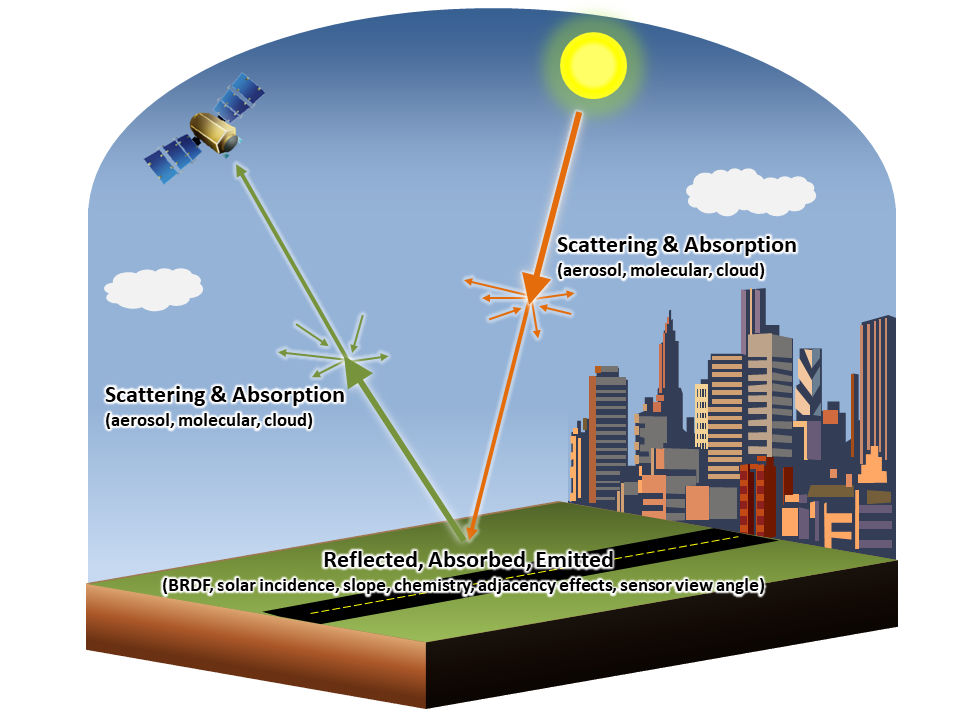 Scattering & Absorption
(aerosol, molecular, cloud)
Scattering & Absorption
(aerosol, molecular, cloud)
Reflected, Absorbed, Emitted
(BRDF, solar incidence, slope, chemistry, adjacency effects, sensor view angle)